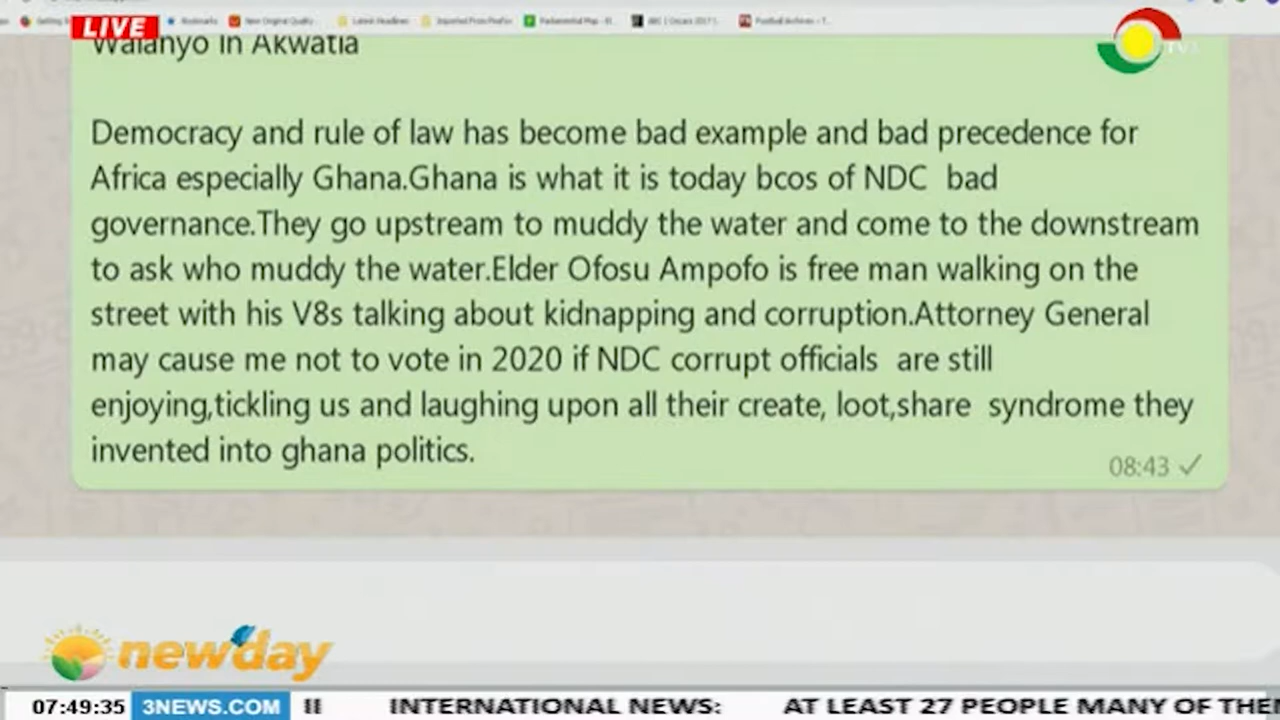 Bookmarks
LIVE
Walanyo in Akwatia
TV3
Democracy and rule of law has become bad example and bad precedence for
Africa especially Ghana.Ghana is what it is today bcos of NDC  bad
governance.They go upstream to muddy the water and come to the downstream
to ask who muddy the water.Elder Ofosu Ampofo is free man walking on the
street with his V8s talking about kidnapping and corruption.Attorney General
may cause me not to vote in 2020 if NDC corrupt officials  are still
enjoying,tickling us and laughing upon all their create, loot,share  syndrome they
invented into ghana politics.
08:43
newday
07:49:35 3NEWS.COM INTERNATIONAL NEWS: AT LEAST 27 PEOPLE MANY OF